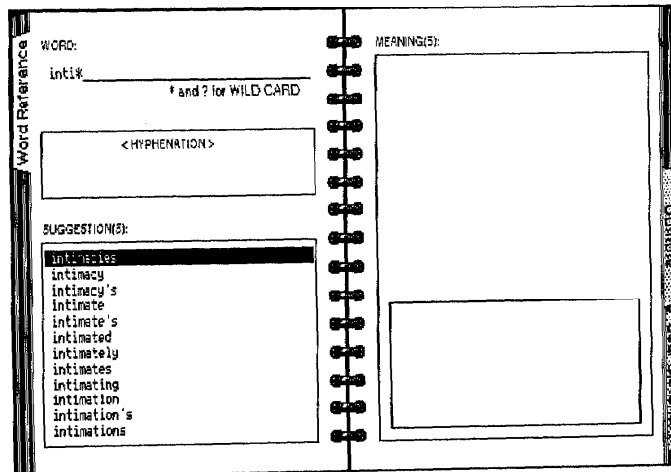 Word Reference
WORD:
inti*
* and ? for WILD CARD
< HYPHENATION >
SUGGESTION(S):
intimacies
intimacy
intimacy's
intimate
intimate's
intimated
intimately
intimates
intimating
intimation
intimation's
intimations
MEANING(S):